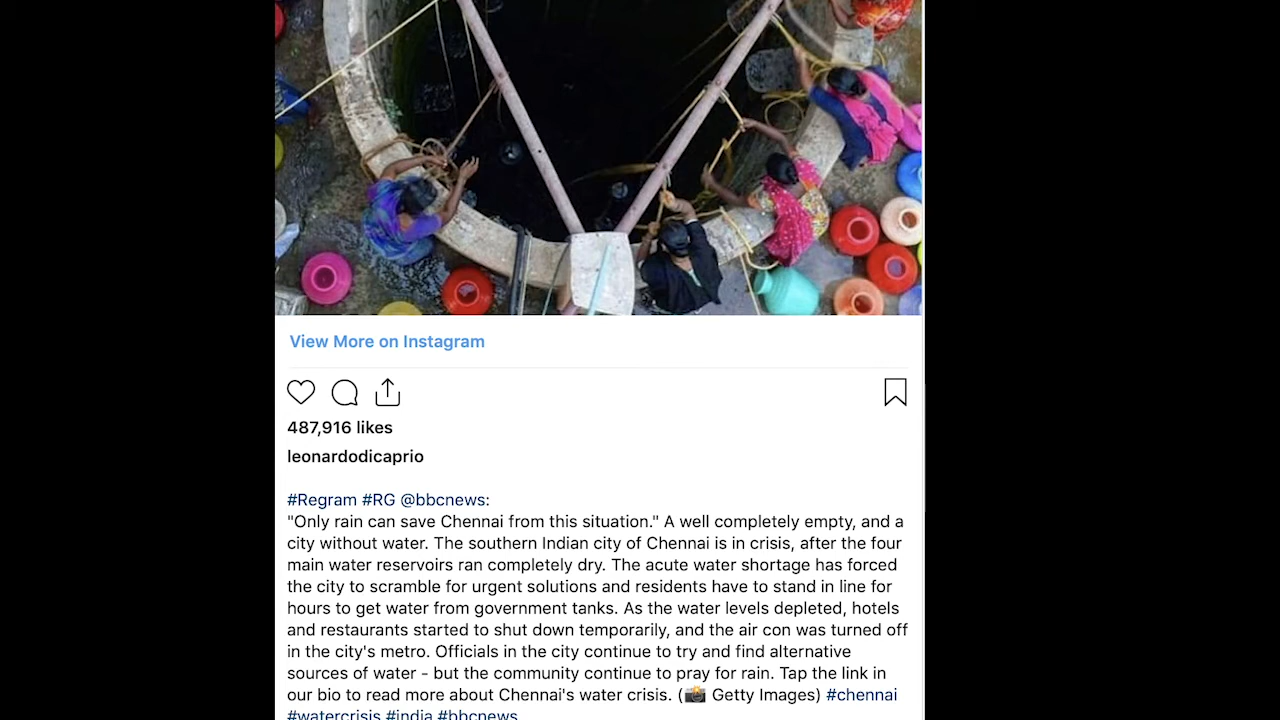 View More on Instagram
487,916 likes
leonardodicaprio
#Regram #RG @bbcnews:
"Only rain can save Chennai from this situation." A well completely empty, and a
city without water. The southern Indian city of Chennai is in crisis, after the four
main water reservoirs ran completely dry. The acute water shortage has forced
the city to scramble for urgent solutions and residents have to stand in line for
hours to get water from government tanks. As the water levels depleted, hotels
and restaurants started to shut down temporarily, and the air con was turned off
in the city's metro. Officials in the city continue to try and find alternative
sources of water - but the community continue to pray for rain. Tap the link in
our bio to read more about Chennai's water crisis. (📸 Getty Images) #chennai
#watercrisis #india #bbcnews